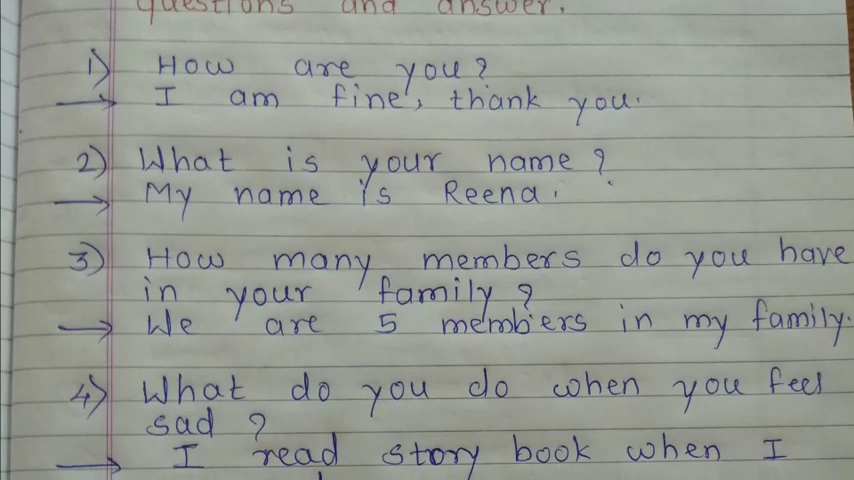 questions and answer.
1) How are you?
→ I am fine, thank you.
2) What is your name?
→ My name is Reena.
3) How many members do you have
in your family?
→ We are 5 members in my family.
4) What do you do when you feel
sad?
→ I read story book when I